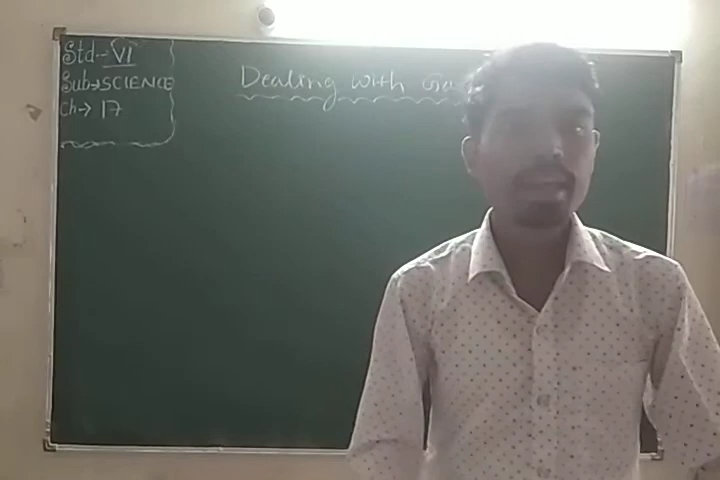 Std - VI
Sub → SCIENCE
Ch → 17
Dealing with